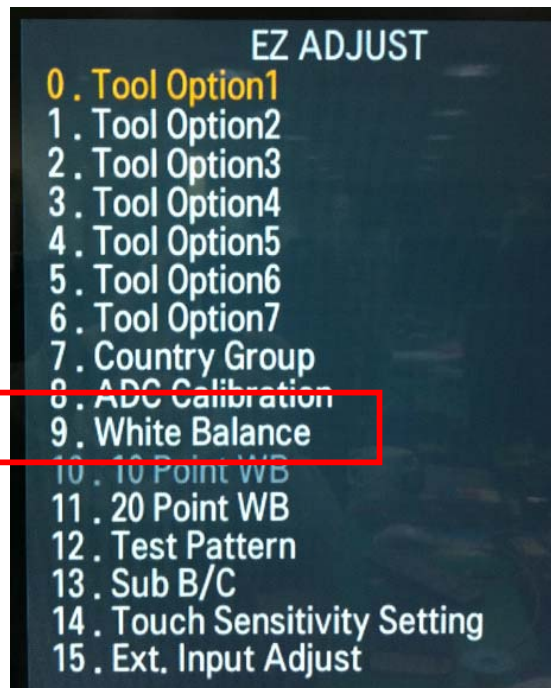 EZ ADJUST
0 . Tool Option1
1 . Tool Option2
2 . Tool Option3
3 . Tool Option4
4 . Tool Option5
5 . Tool Option6
6 . Tool Option7
7 . Country Group
8 . ADC Calibration
9 . White Balance
10 . 10 Point WB
11 . 20 Point WB
12 . Test Pattern
13 . Sub B/C
14 . Touch Sensitivity Setting
15 . Ext. Input Adjust